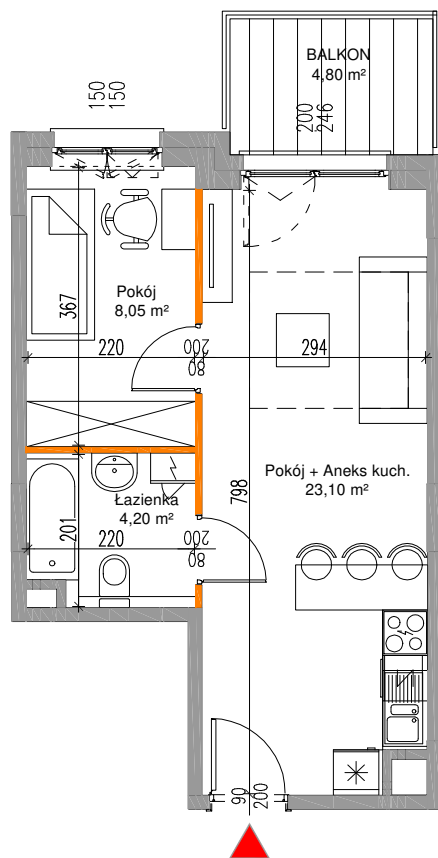 BALKON
4,80 m²
150
150
200
246
Pokój
8,05 m²
367
220
200
80
294
Pokój + Aneks kuch.
23,10 m²
798
Łazienka
4,20 m²
201
220
200
80
90
200